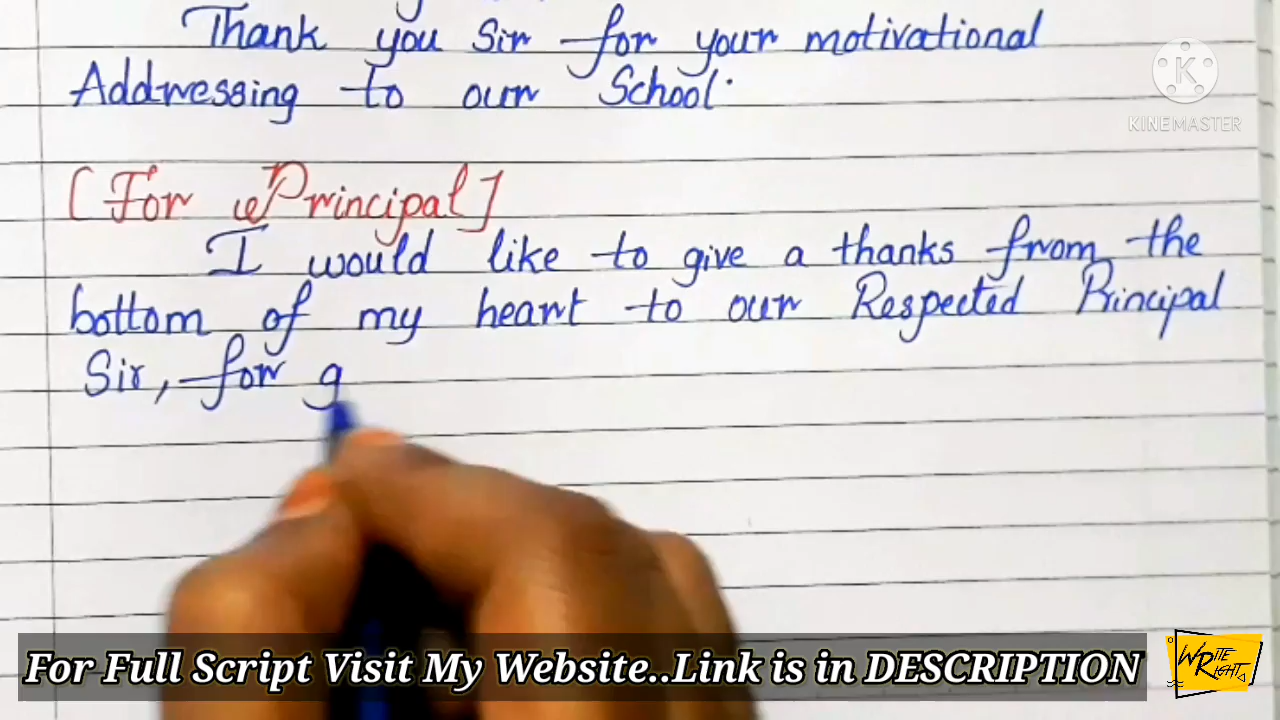 Thank you Sir for your motivational
Addressing to our School.
K
KINEMASTER
[For Principal]
I would like to give a thanks from the
bottom of my heart to our Respected Principal
Sir, for g
For Full Script Visit My Website..Link is in DESCRIPTION
WRITE
RIGHT